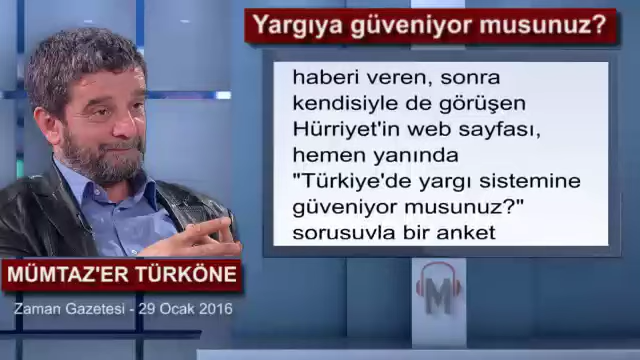 Yargıya güveniyor musunuz?
haberi veren, sonra
kendisiyle de görüşen
Hürriyet'in web sayfası,
hemen yanında
"Türkiye'de yargı sistemine
güveniyor musunuz?"
sorusuyla bir anket
MÜMTAZ'ER TÜRKÖNE
Zaman Gazetesi - 29 Ocak 2016
M